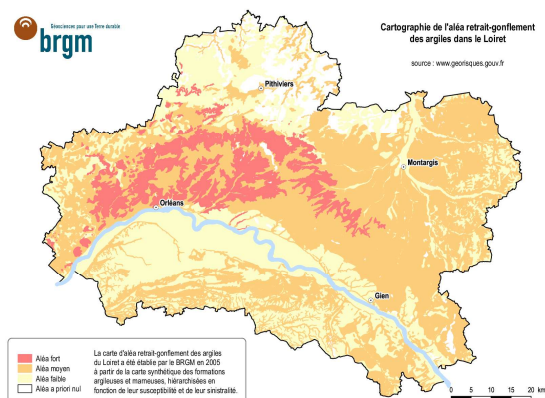 Géosciences pour une Terre durable
brgm
Cartographie de l'aléa retrait-gonflement
des argiles dans le Loiret
source : www.georisques.gouv.fr
Pithiviers
Montargis
Orléans
Gien
Aléa fort
Aléa moyen
Aléa faible
Aléa a priori nul
La carte d'aléa retrait-gonflement des argiles
du Loiret a été établie par le BRGM en 2005
à partir de la carte synthétique des formations
argileuses et marneuses, hiérarchisées en
fonction de leur susceptibilité et de leur sinistralité.
0 5 10 15 20 km